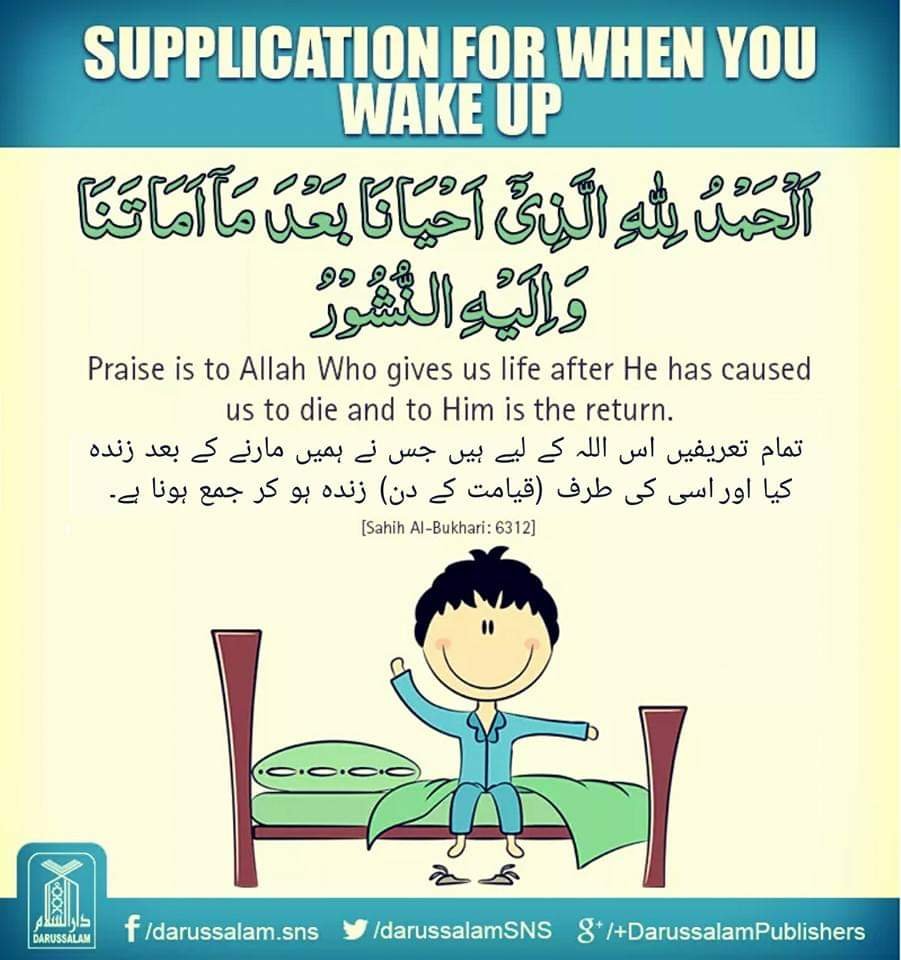 SUPPLICATION FOR WHEN YOU
WAKE UP
اَلْحَمْدُ لِلّٰهِ الَّذِىْٓ اَحْيَانَا بَعْدَ مَآ اَمَاتَنَا
وَاِلَيْهِ النُّشُوْرُ
Praise is to Allah Who gives us life after He has caused
us to die and to Him is the return.
تمام تعریفیں اس اللہ کے لیے ہیں جس نے ہمیں مارنے کے بعد زندہ
کیا اور اسی کی طرف (قیامت کے دن) زندہ ہو کر جمع ہونا ہے۔
[Sahih Al-Bukhari: 6312]
دارالسلام
DARUSSALAM
f /darussalam.sns
/darussalamSNS
g+ /+DarussalamPublishers